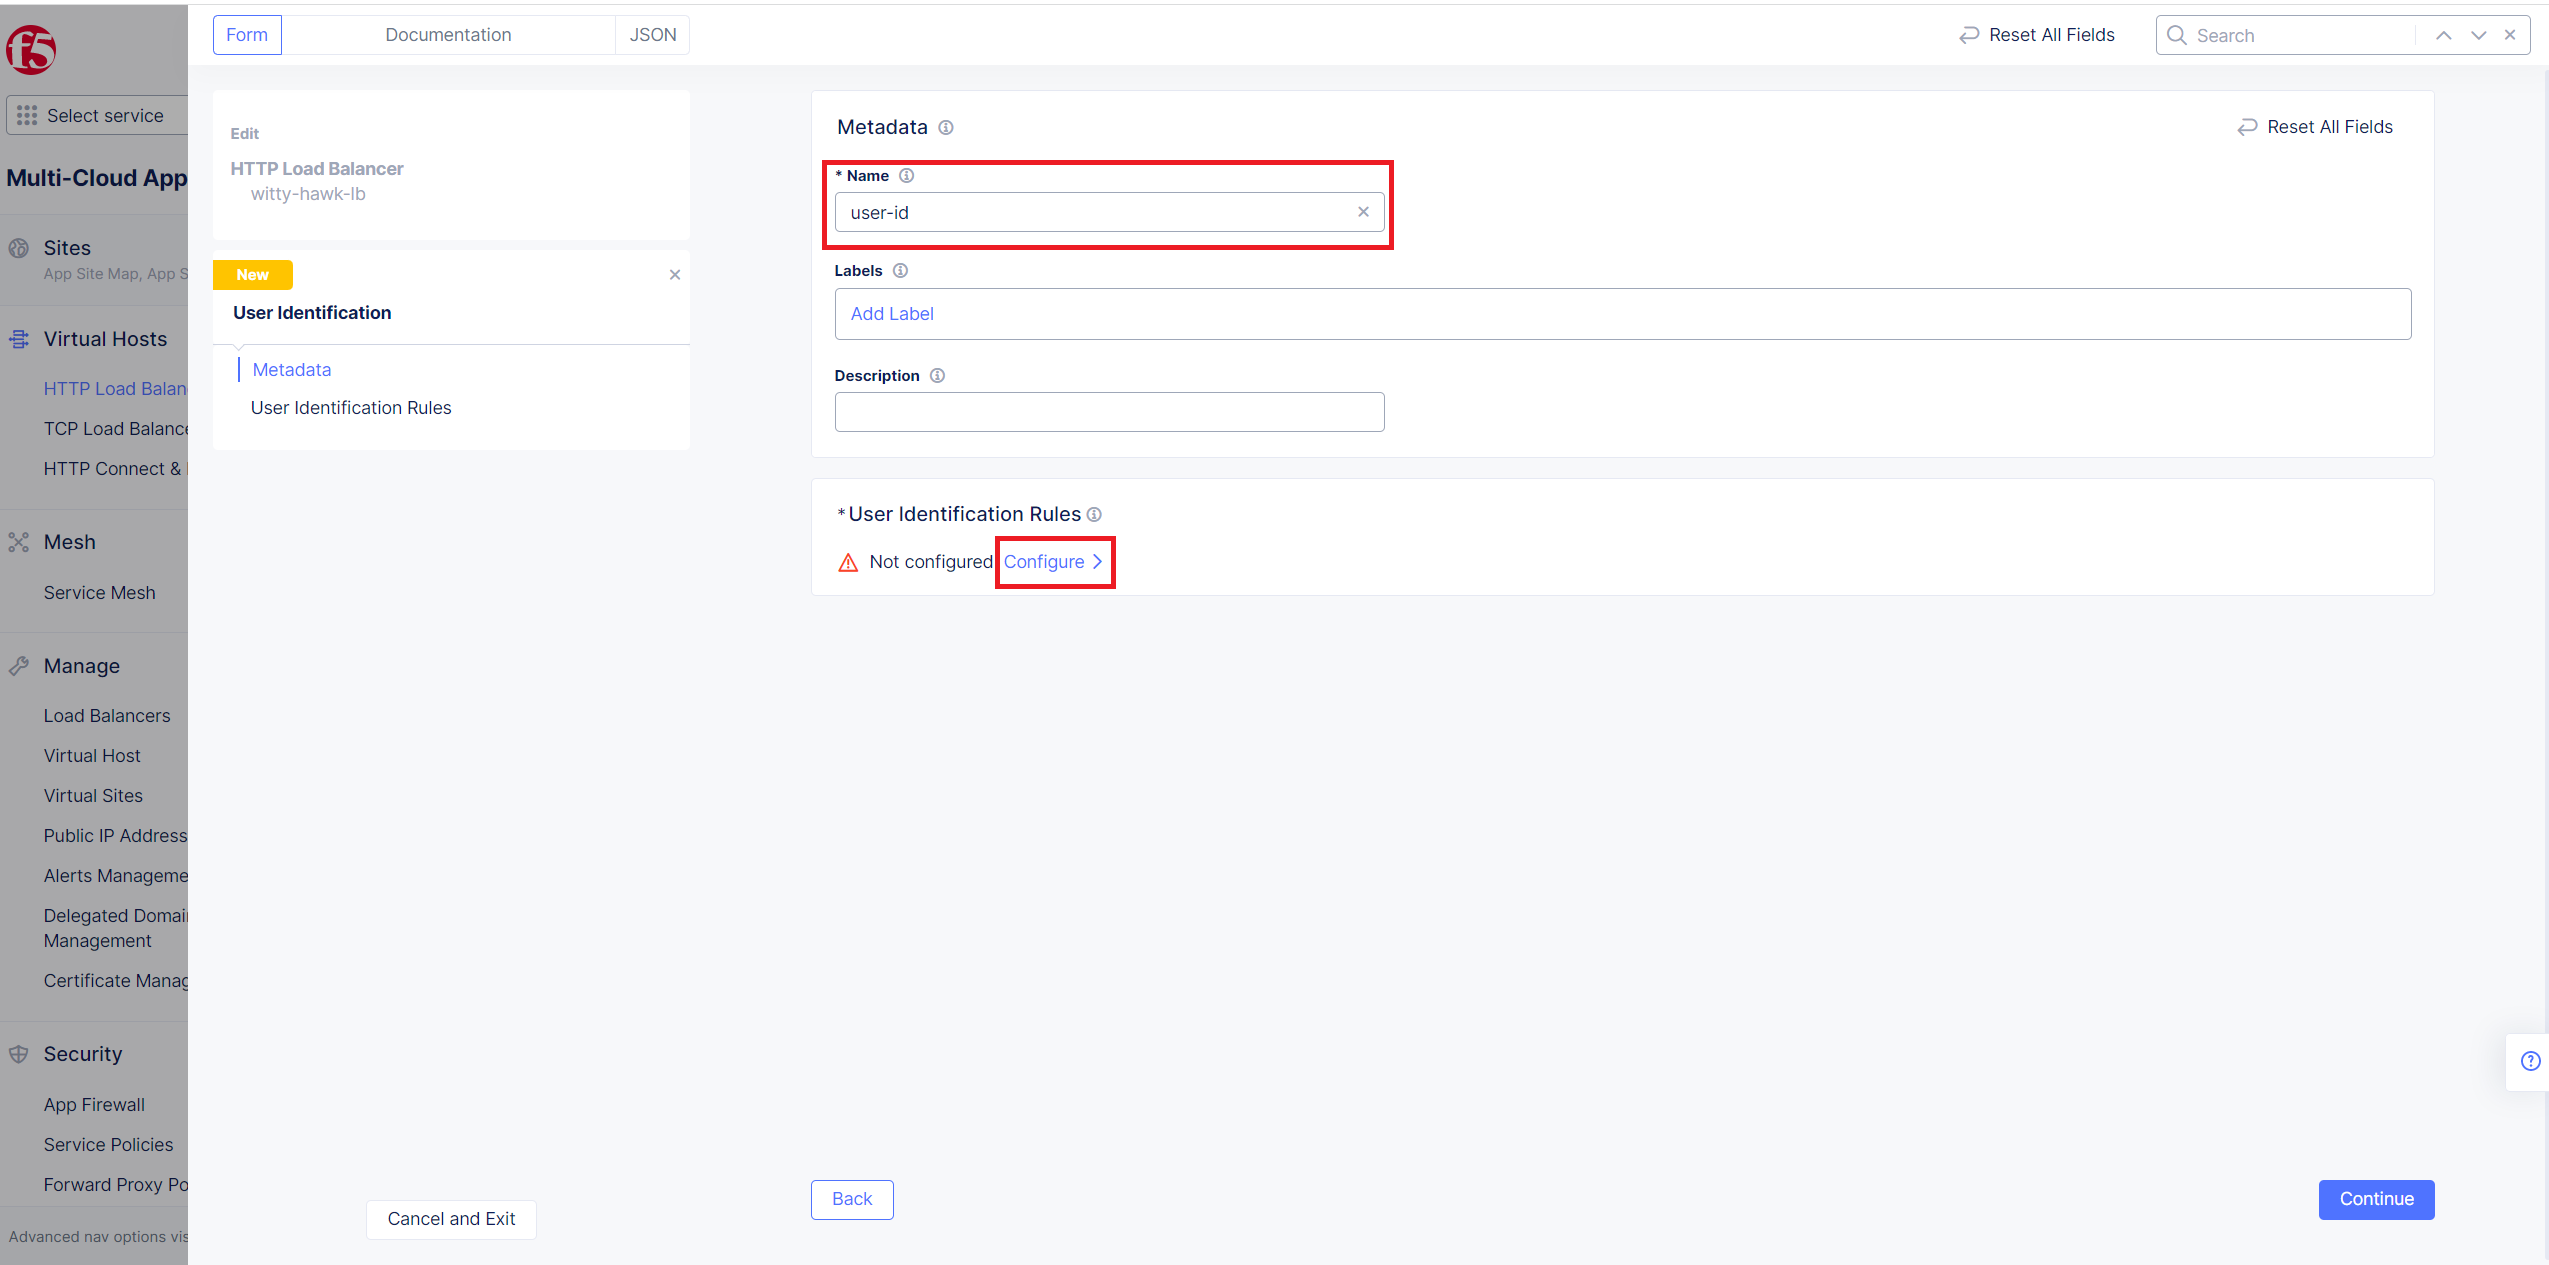 Form
Documentation
JSON
Reset All Fields
Search
f5
Select service
Multi-Cloud App
Sites
App Site Map, App S
Virtual Hosts
HTTP Load Balan
TCP Load Balance
HTTP Connect &
Mesh
Service Mesh
Manage
Load Balancers
Virtual Host
Virtual Sites
Public IP Address
Alerts Manageme
Delegated Domai
Management
Certificate Manag
Security
App Firewall
Service Policies
Forward Proxy Po
Advanced nav options vis
Edit
HTTP Load Balancer
witty-hawk-lb
New
User Identification
Metadata
User Identification Rules
Cancel and Exit
Metadata
Reset All Fields
* Name
user-id
Labels
Add Label
Description
*User Identification Rules
Not configured Configure
Back
Continue